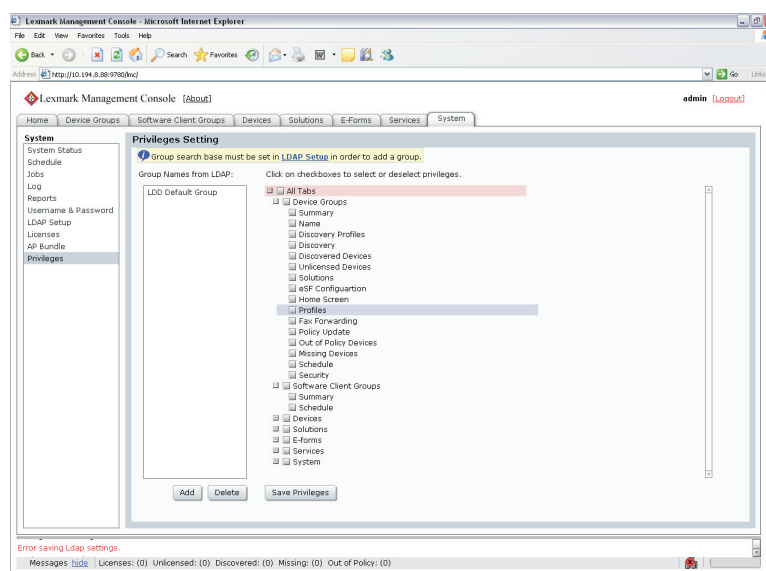 Lexmark Management Console - Microsoft Internet Explorer
File Edit View Favorites Tools Help
Back Search Favorites
Address http://10.194.8.88:9780/lmc/ Go Links
Lexmark Management Console [About] admin [Logout]
Home Device Groups Software Client Groups Devices Solutions E-Forms Services System
System
System Status
Schedule
Jobs
Log
Reports
Username & Password
LDAP Setup
Licenses
AP Bundle
Privileges
Privileges Setting
Group search base must be set in LDAP Setup in order to add a group.
Group Names from LDAP: Click on checkboxes to select or deselect privileges.
LDD Default Group
All Tabs
Device Groups
Summary
Name
Discovery Profiles
Discovery
Discovered Devices
Unlicensed Devices
Solutions
eSF Configuartion
Home Screen
Profiles
Fax Forwarding
Policy Update
Out of Policy Devices
Missing Devices
Schedule
Security
Software Client Groups
Summary
Schedule
Devices
Solutions
E-forms
Services
System
Add Delete Save Privileges
Error saving Ldap settings.
Messages hide Licenses: (0) Unlicensed: (0) Discovered: (0) Missing: (0) Out of Policy: (0)